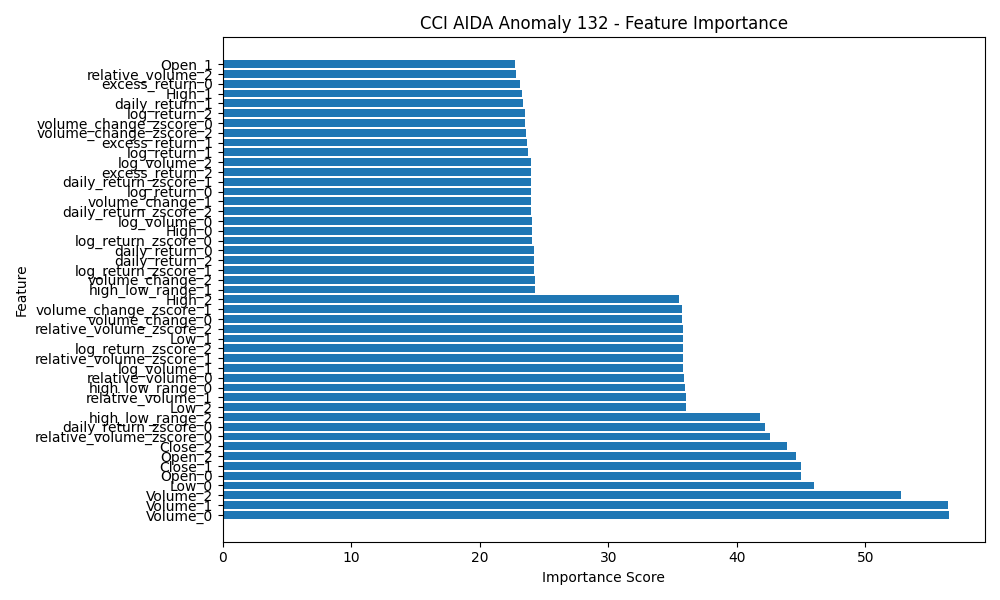 CCI AIDA Anomaly 132 - Feature Importance
Feature
Open_1
relative_volume_2
excess_return_0
High_1
daily_return_1
log_return_2
volume_change_zscore_0
volume_change_zscore_2
excess_return_1
log_return_1
log_volume_2
excess_return_2
daily_return_zscore_1
log_return_0
volume_change_1
daily_return_zscore_2
log_volume_0
High_0
log_return_zscore_0
daily_return_0
daily_return_2
log_return_zscore_1
volume_change_2
high_low_range_1
High_2
volume_change_zscore_1
volume_change_0
relative_volume_zscore_2
Low_1
log_return_zscore_2
relative_volume_zscore_1
log_volume_1
relative_volume_0
high_low_range_0
relative_volume_1
Low_2
high_low_range_2
daily_return_zscore_0
relative_volume_zscore_0
Close_2
Open_2
Close_1
Open_0
Low_0
Volume_2
Volume_1
Volume_0
0 10 20 30 40 50
Importance Score